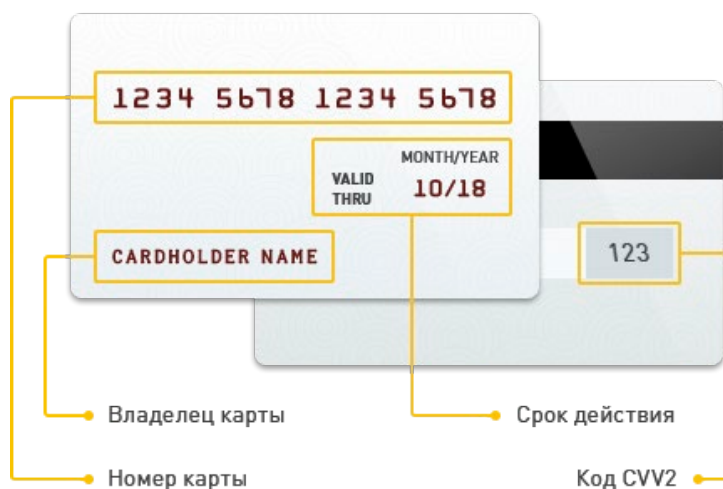 1234 5678 1234 5678
MONTH/YEAR
VALID THRU 10/18
CARDHOLDER NAME
123
Владелец карты
Срок действия
Номер карты
Код CVV2